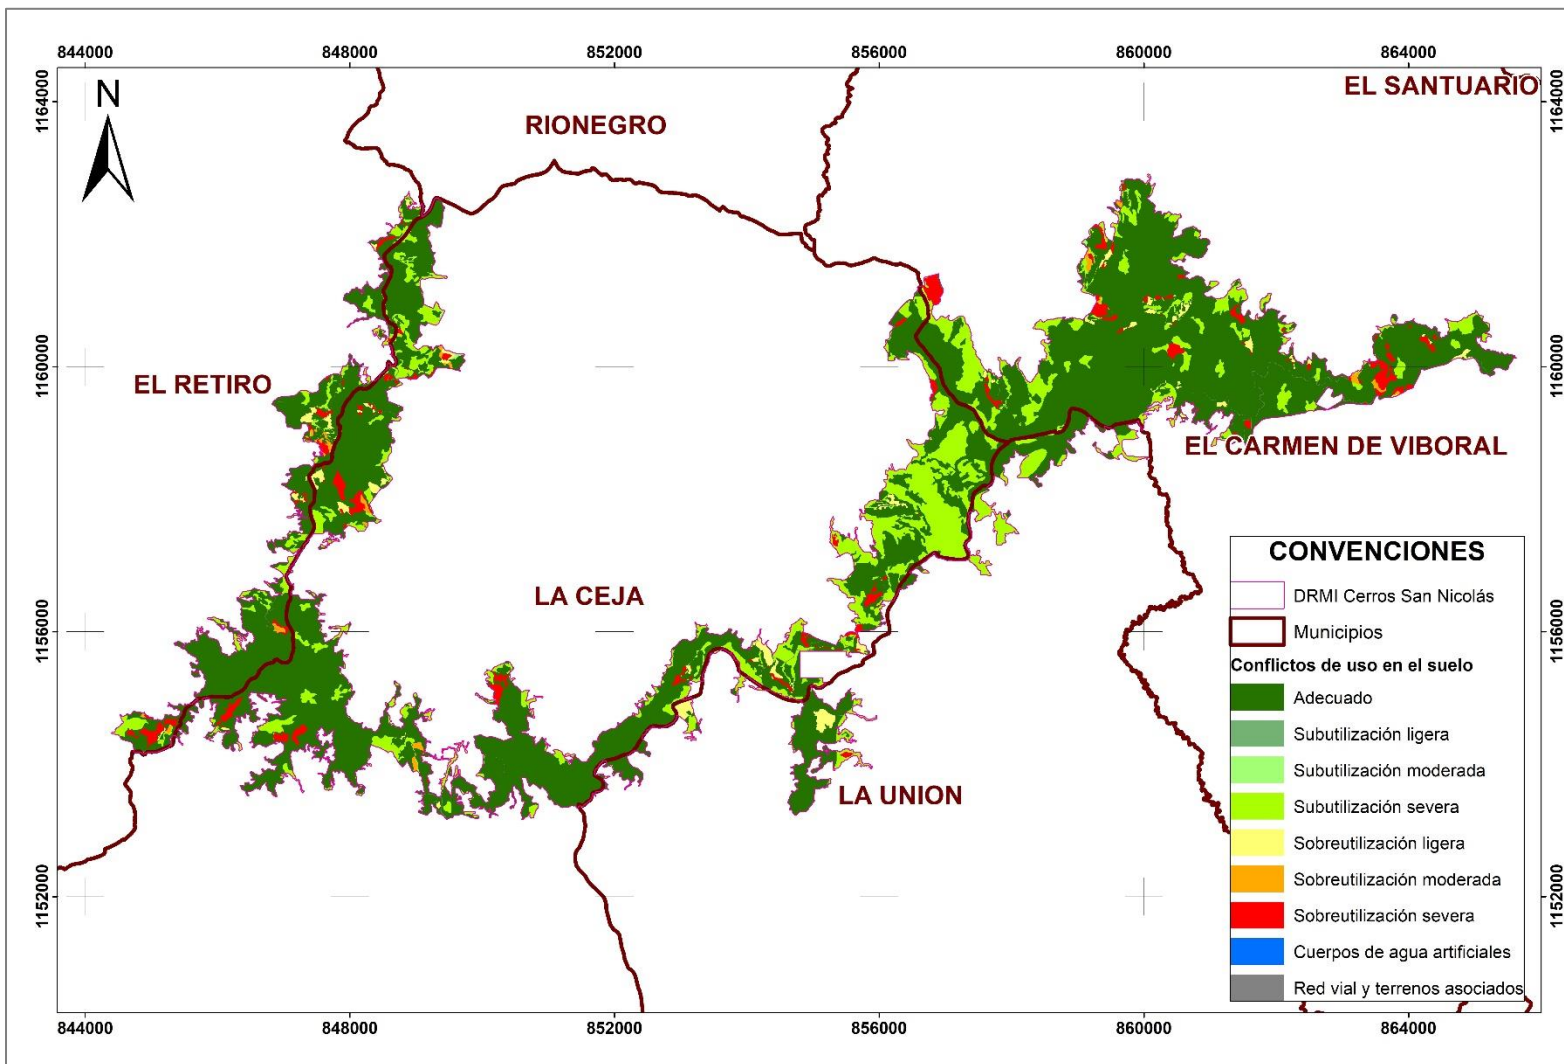 844000
848000
852000
856000
860000
864000
1164000
1164000
N
EL SANTUARIO
RIONEGRO
1160000
1160000
EL RETIRO
EL CARMEN DE VIBORAL
LA CEJA
1156000
1156000
LA UNION
1152000
1152000
CONVENCIONES
DRMI Cerros San Nicolás
Municipios
Conflictos de uso en el suelo
Adecuado
Subutilización ligera
Subutilización moderada
Subutilización severa
Sobreutilización ligera
Sobreutilización moderada
Sobreutilización severa
Cuerpos de agua artificiales
Red vial y terrenos asociados
844000
848000
852000
856000
860000
864000